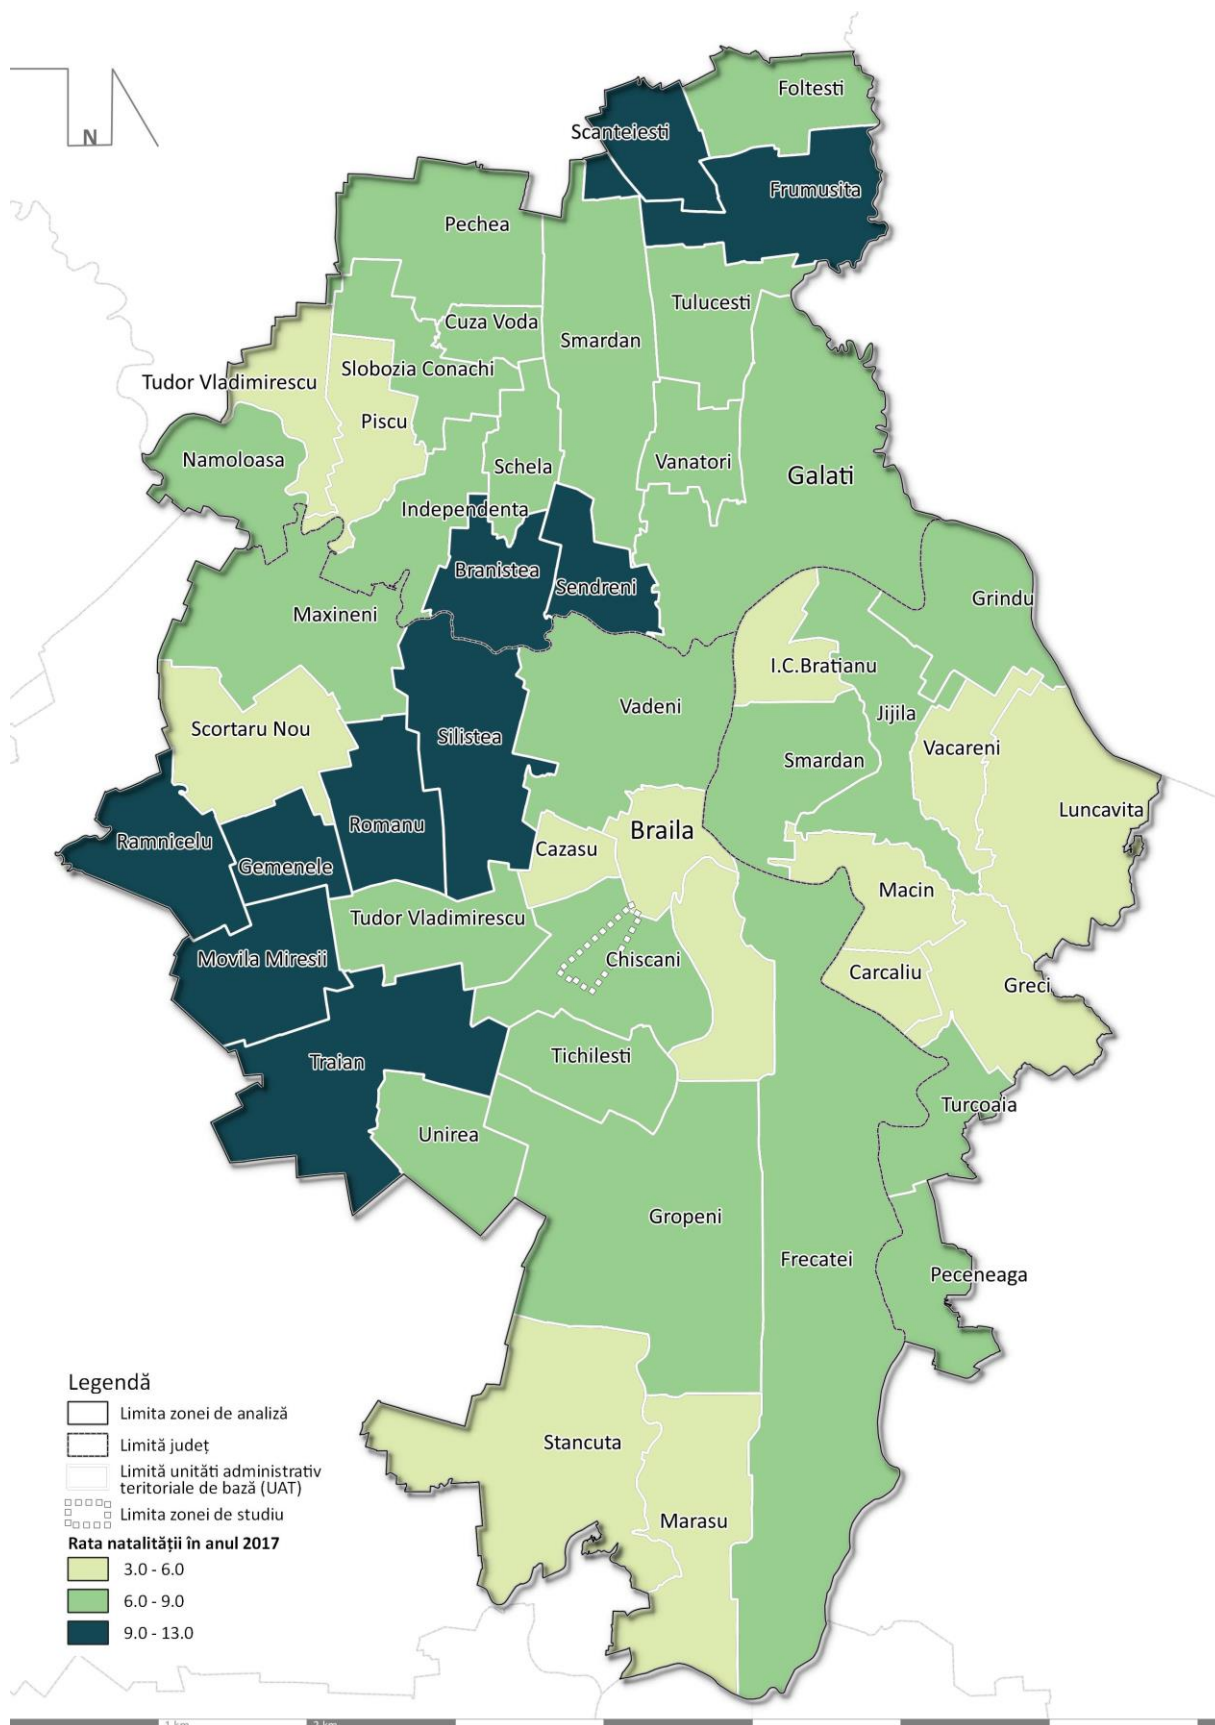 Foltesti
Scanteiesti
Frumusita
N
Pechea
Tulucesti
Cuza Voda
Smardan
Slobozia Conachi
Tudor Vladimirescu
Piscu
Namoloasa
Schela
Vanatori
Galati
Independenta
Branistea
Sendreni
Grindu
Maxineni
I.C.Bratianu
Vadeni
Jijila
Scortaru Nou
Silistea
Vacareni
Smardan
Luncavita
Romanu
Braila
Ramnicelu
Cazasu
Gemenele
Macin
Tudor Vladimirescu
Movila Miresii
Chiscani
Carcaliu
Greci
Traian
Tichilesti
Turcoaia
Unirea
Gropeni
Frecatei
Peceneaga
Stancuta
Marasu
Legendă
Limita zonei de analiză
Limită județ
Limită unități administrativ
teritoriale de bază (UAT)
Limita zonei de studiu
Rata natalității în anul 2017
3.0 - 6.0
6.0 - 9.0
9.0 - 13.0
1 km
2 km